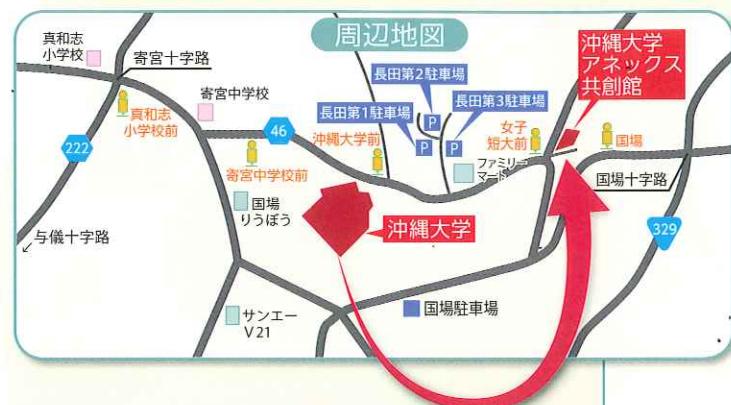 周辺地図
真和志
小学校
寄宮十字路
真和志
小学校前
寄宮中学校
222
46
寄宮中学校前
沖縄大学前
長田第2駐車場
長田第1駐車場
長田第3駐車場
P
P
P
女子
短大前
沖縄大学
アネックス
共創館
国場
ファミリー
マート
国場十字路
329
国場
りうぼう
沖縄大学
与儀十字路
サンエー
V21
国場駐車場